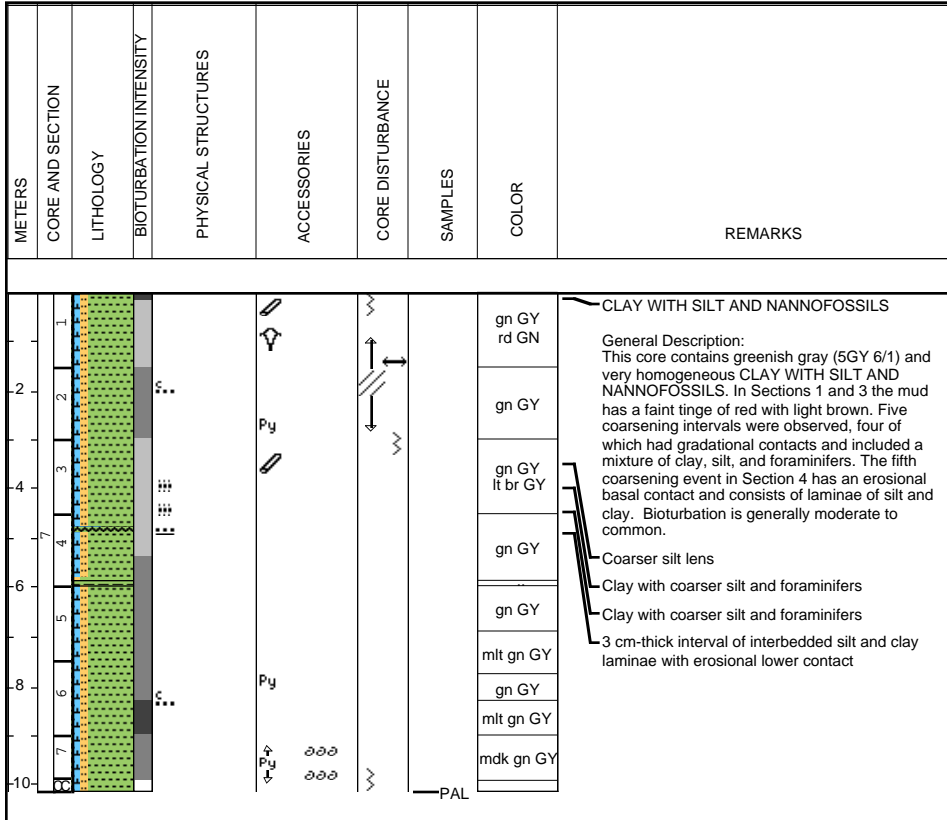 METERS
CORE AND SECTION
LITHOLOGY
BIOTURBATION INTENSITY
PHYSICAL STRUCTURES
ACCESSORIES
CORE DISTURBANCE
SAMPLES
COLOR
REMARKS
CLAY WITH SILT AND NANNOFOSSILS
General Description:
This core contains greenish gray (5GY 6/1) and
very homogeneous CLAY WITH SILT AND
NANNOFOSSILS. In Sections 1 and 3 the mud
has a faint tinge of red with light brown. Five
coarsening intervals were observed, four of
which had gradational contacts and included a
mixture of clay, silt, and foraminifers. The fifth
coarsening event in Section 4 has an erosional
basal contact and consists of laminae of silt and
clay. Bioturbation is generally moderate to
common.
Coarser silt lens
Clay with coarser silt and foraminifers
Clay with coarser silt and foraminifers
3 cm-thick interval of interbedded silt and clay
laminae with erosional lower contact
2
4
6
8
10
7
1
2
3
4
5
6
7
CC
c
c
Py
Py
Py
PAL
gn GY
rd GN
gn GY
gn GY
lt br GY
gn GY
gn GY
mlt gn GY
gn GY
mlt gn GY
mdk gn GY